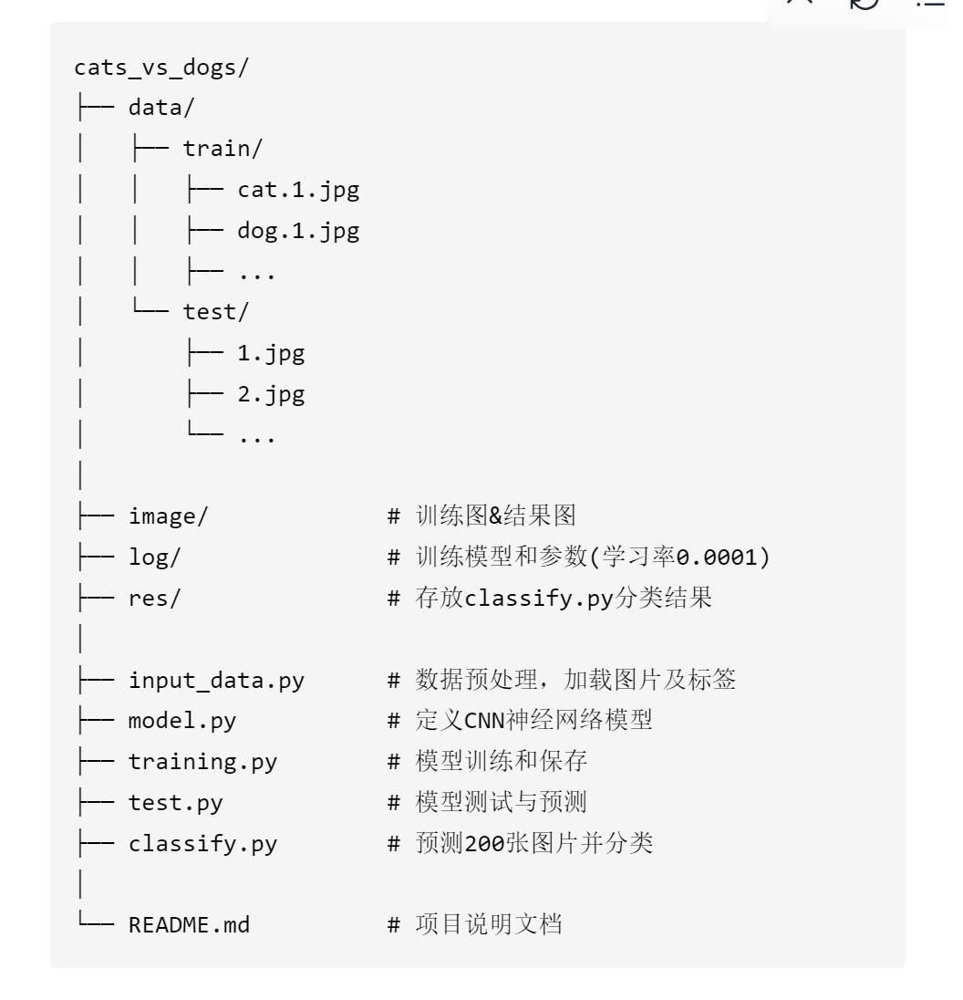 cats_vs_dogs/
├── data/
│   ├── train/
│   │   ├── cat.1.jpg
│   │   ├── dog.1.jpg
│   │   ├── ...
│   └── test/
│       ├── 1.jpg
│       ├── 2.jpg
│       └── ...
│
├── image/             # 训练图&结果图
├── log/               # 训练模型和参数(学习率0.0001)
├── res/               # 存放classify.py分类结果
│
├── input_data.py      # 数据预处理，加载图片及标签
├── model.py           # 定义CNN神经网络模型
├── training.py        # 模型训练和保存
├── test.py            # 模型测试与预测
├── classify.py        # 预测200张图片并分类
│
└── README.md          # 项目说明文档